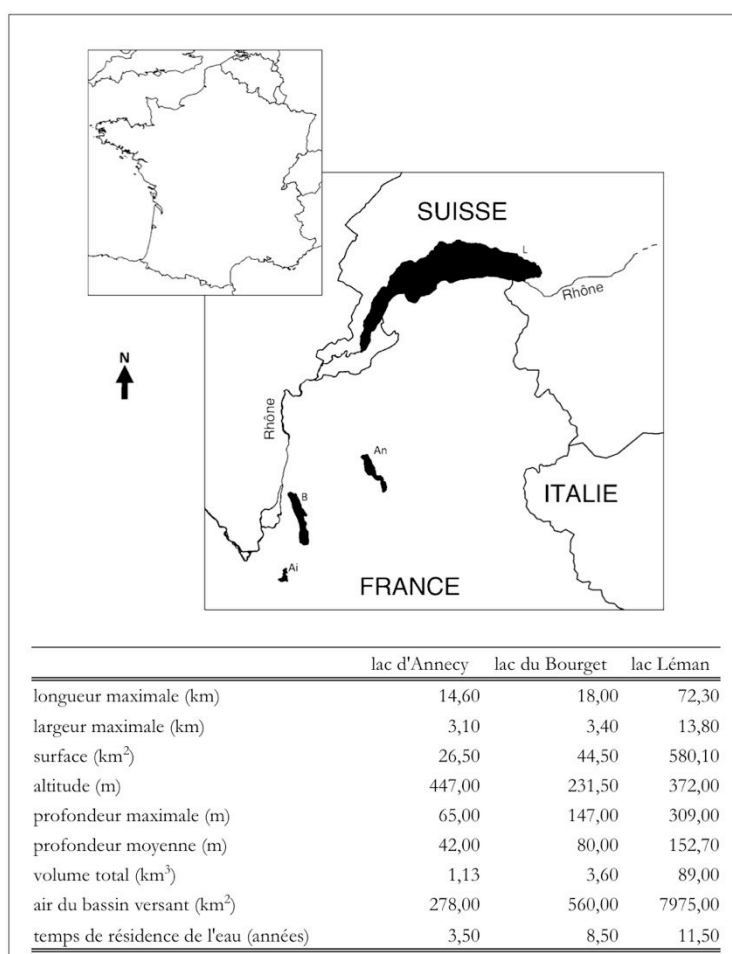 SUISSE
L
Rhône
N
Rhône
An
B
ITALIE
Ai
FRANCE
lac d'Annecy lac du Bourget lac Léman
longueur maximale (km) 14,60 18,00 72,30
largeur maximale (km) 3,10 3,40 13,80
surface (km²) 26,50 44,50 580,10
altitude (m) 447,00 231,50 372,00
profondeur maximale (m) 65,00 147,00 309,00
profondeur moyenne (m) 42,00 80,00 152,70
volume total (km³) 1,13 3,60 89,00
air du bassin versant (km²) 278,00 560,00 7975,00
temps de résidence de l'eau (années) 3,50 8,50 11,50